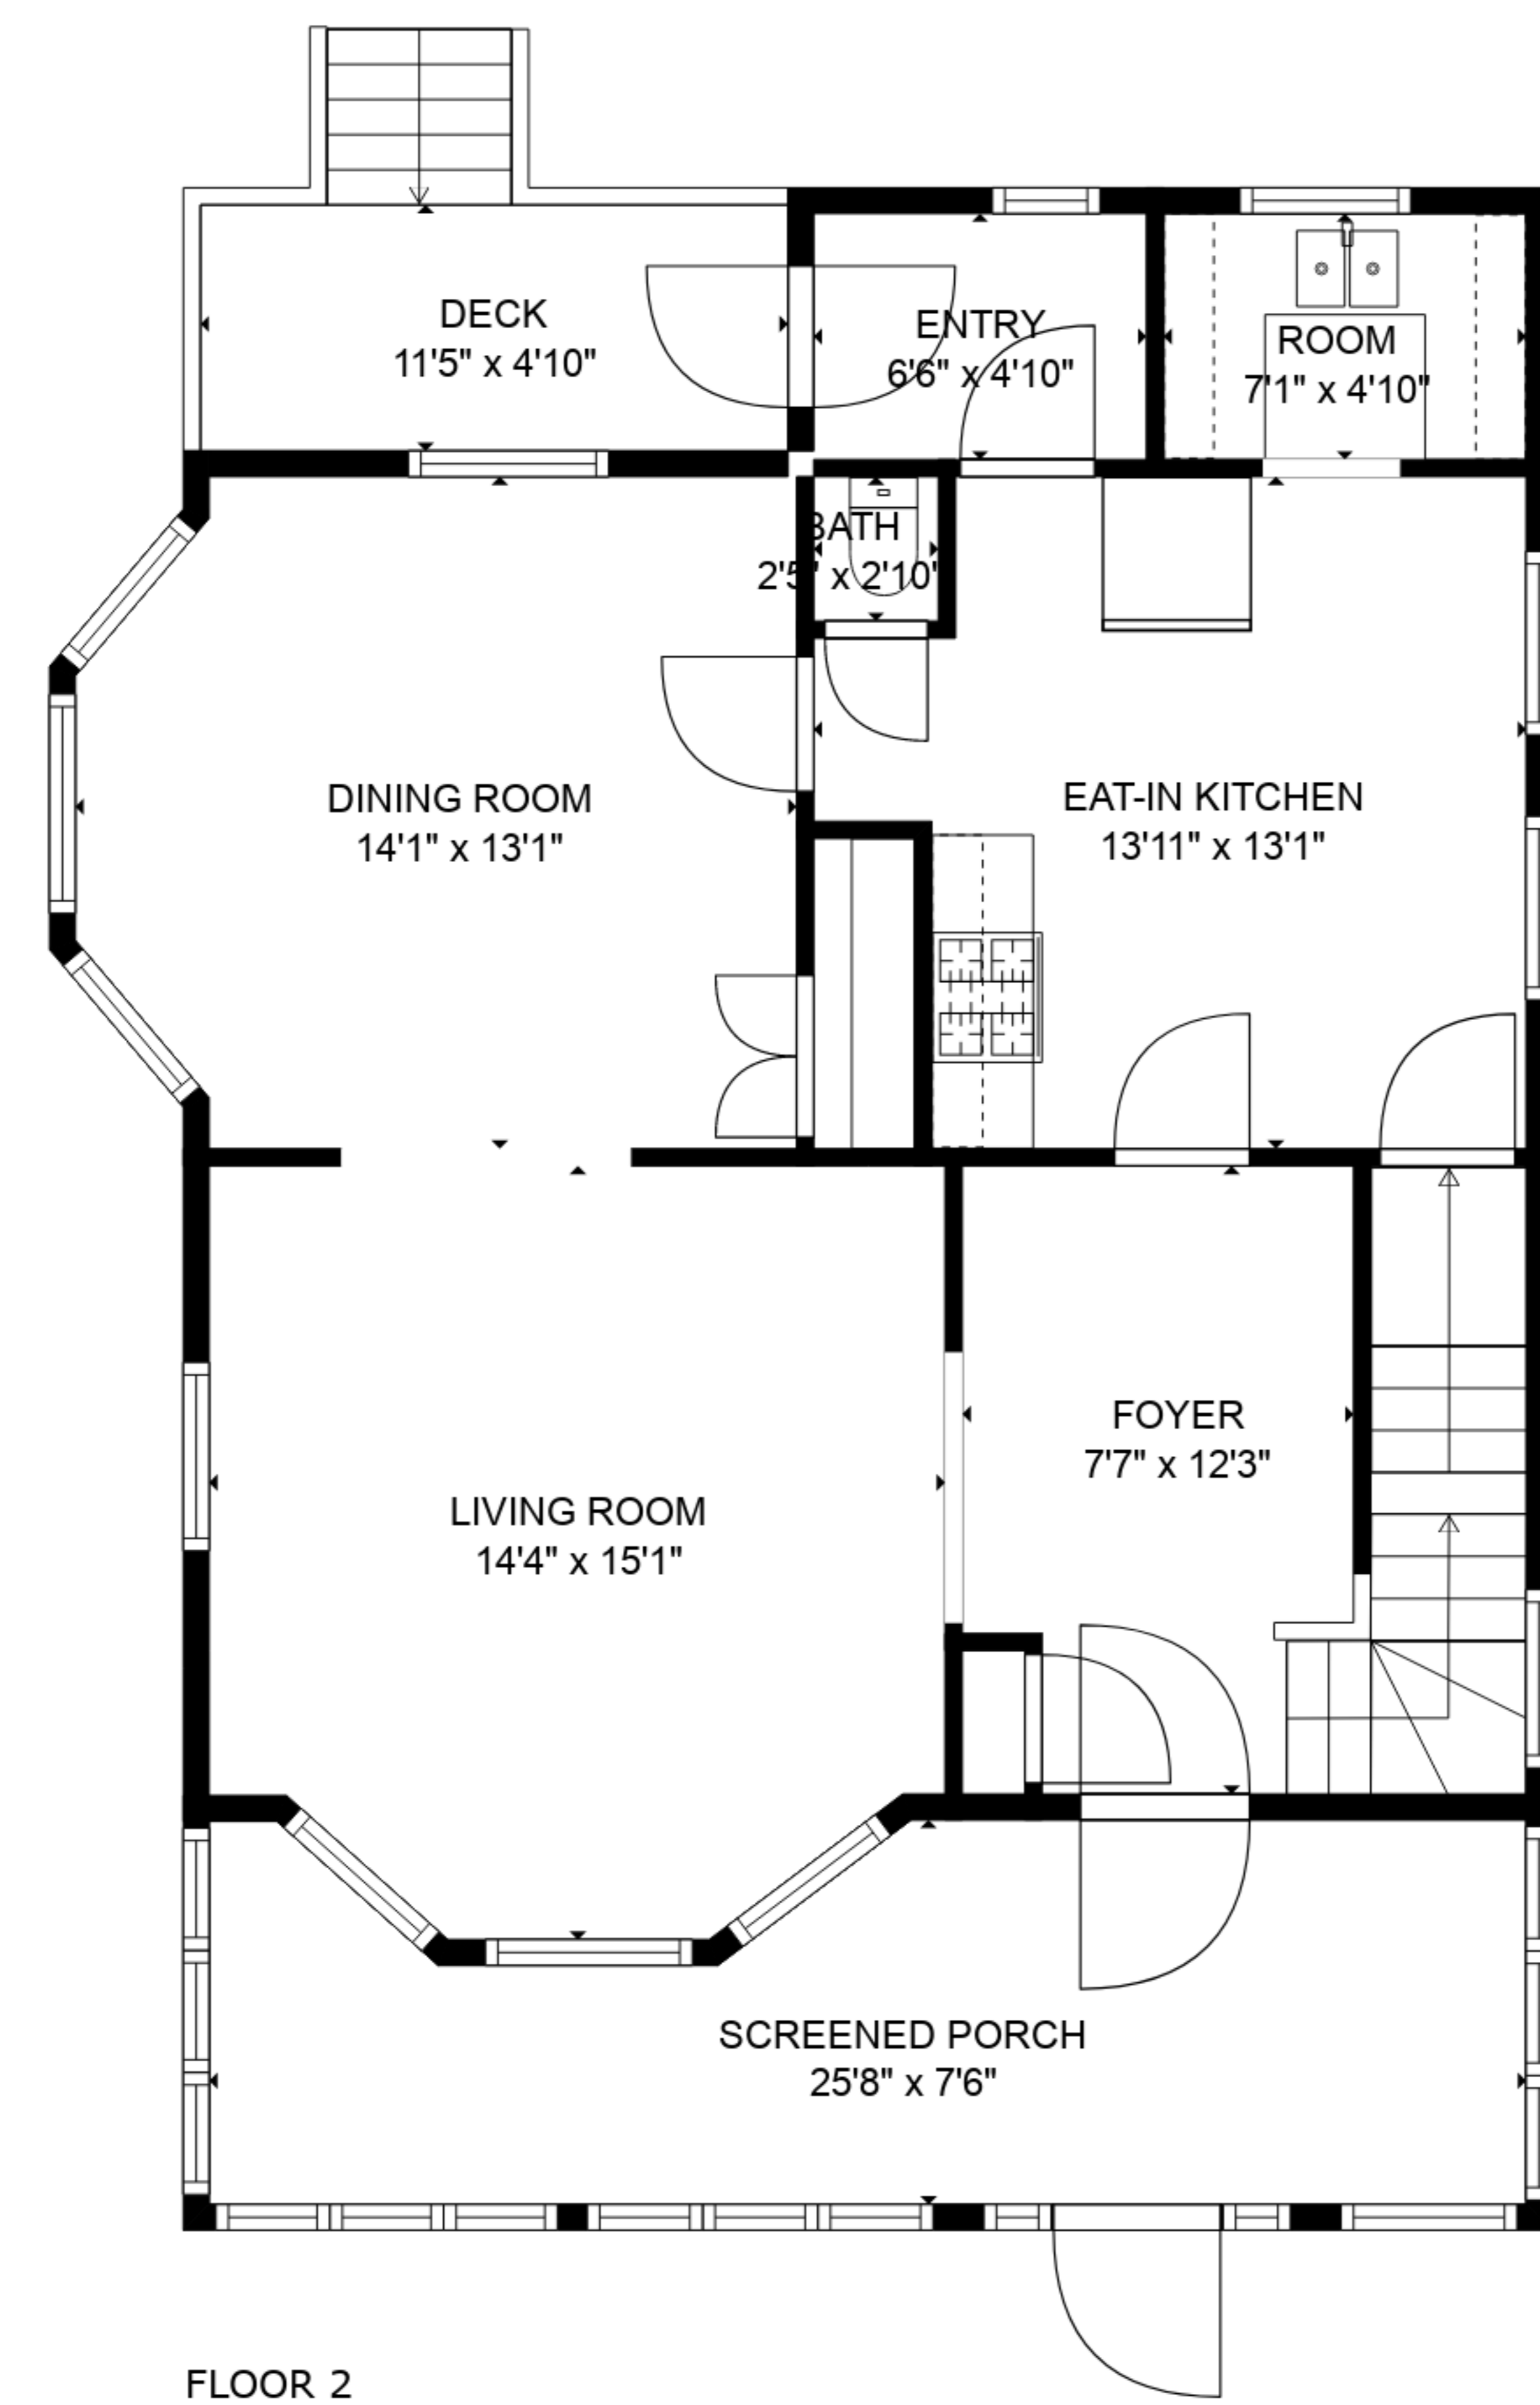 DECK
11'5" x 4'10"
ENTRY
6'6" x 4'10"
ROOM
7'1" x 4'10"
BATH
2'5" x 2'10"
DINING ROOM
14'1" x 13'1"
EAT-IN KITCHEN
13'11" x 13'1"
FOYER
7'7" x 12'3"
LIVING ROOM
14'4" x 15'1"
SCREENED PORCH
25'8" x 7'6"
FLOOR 2